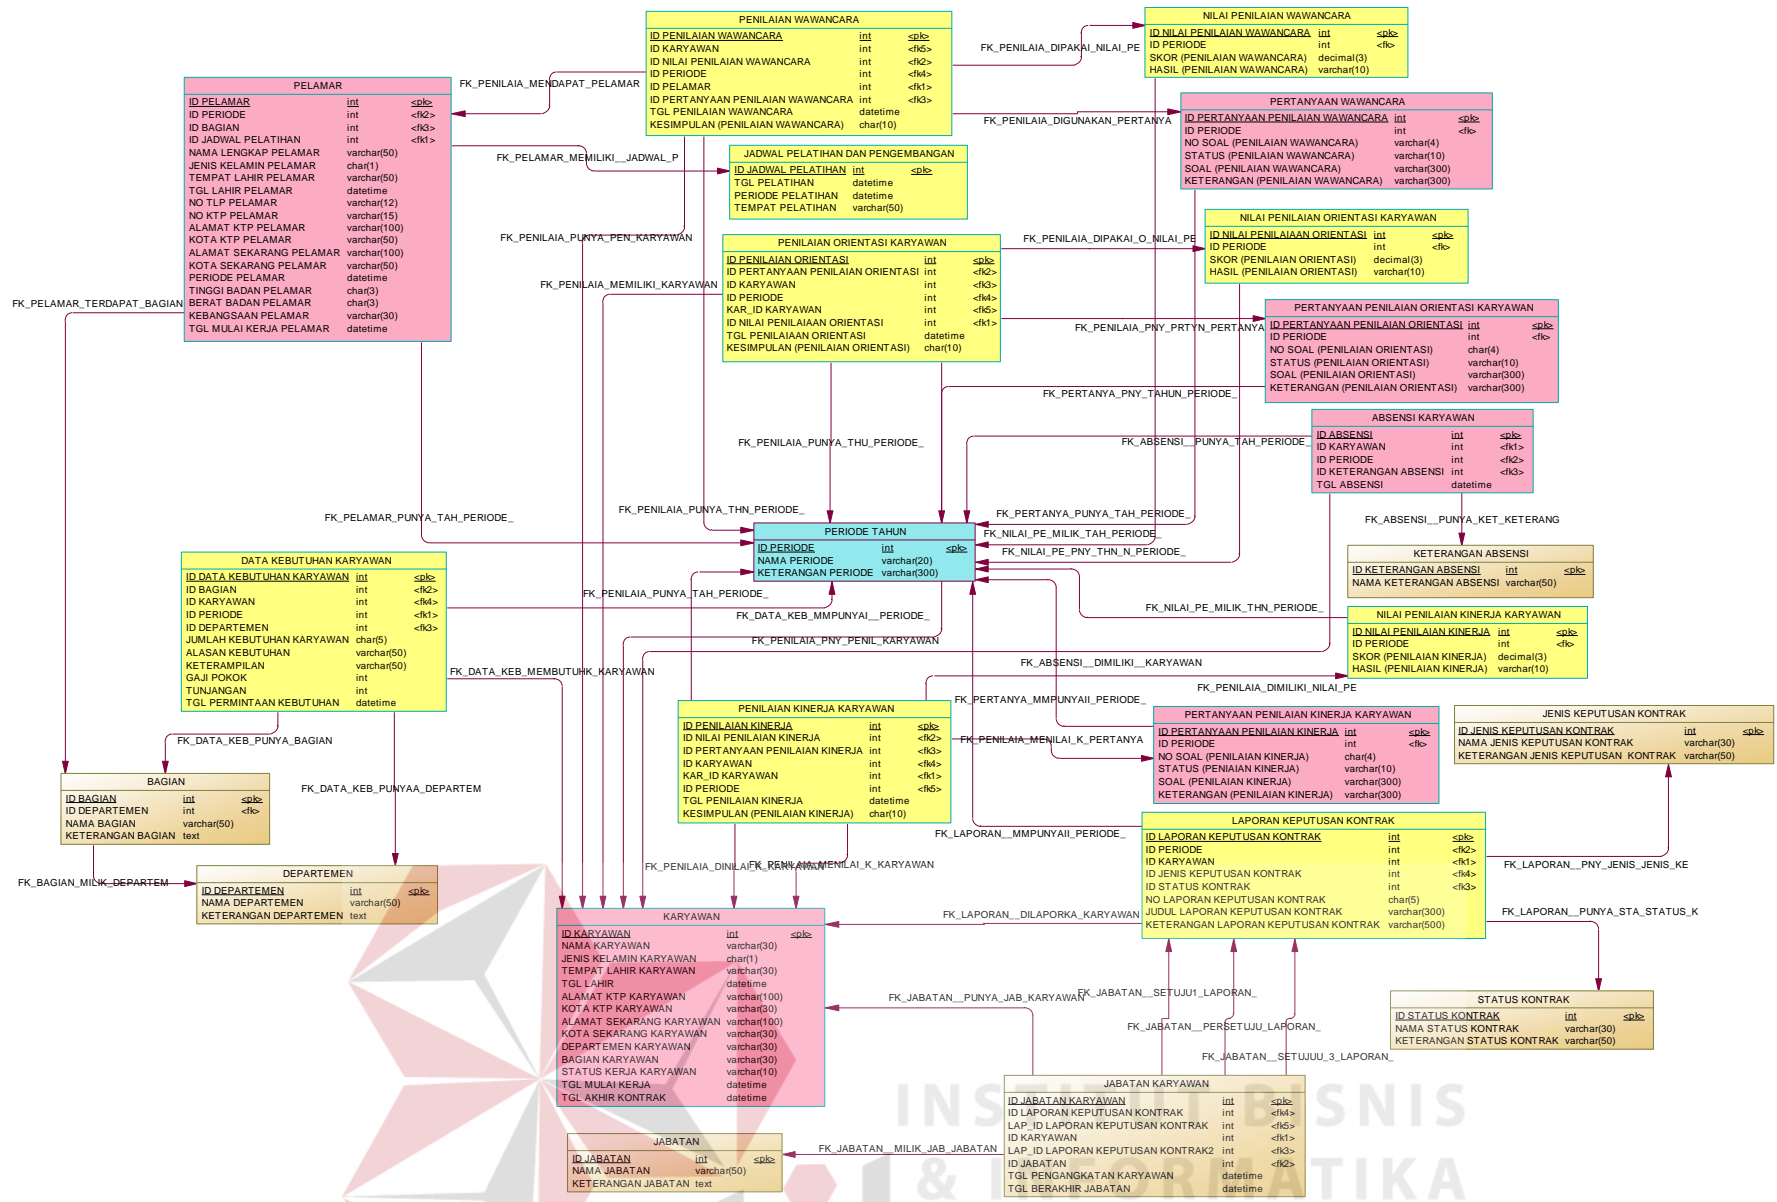 PENILAIAN WAWANCARA
ID PENILAIAN WAWANCARA int <pk>
ID KARYAWAN int <fk5>
ID NILAI PENILAIAN WAWANCARA int <fk2>
ID PERIODE int <fk4>
ID PELAMAR int <fk1>
ID PERTANYAAN PENILAIAN WAWANCARA int <fk3>
TGL PENILAIAN WAWANCARA datetime
KESIMPULAN (PENILAIAN WAWANCARA) char(10)
NILAI PENILAIAN WAWANCARA
ID NILAI PENILAIAN WAWANCARA int <pk>
ID PERIODE int <fk>
SKOR (PENILAIAN WAWANCARA) decimal(3)
HASIL (PENILAIAN WAWANCARA) varchar(10)
FK_PENILAIA_DIPAKAI_NILAI_PE
FK_PENILAIA_MENDAPAT_PELAMAR
FK_PENILAIA_DIGUNAKAN_PERTANYA
PELAMAR
ID PELAMAR int <pk>
ID PERIODE int <fk2>
ID BAGIAN int <fk3>
ID JADWAL PELATIHAN int <fk1>
NAMA LENGKAP PELAMAR varchar(50)
JENIS KELAMIN PELAMAR char(1)
TEMPAT LAHIR PELAMAR varchar(50)
TGL LAHIR PELAMAR datetime
NO TLP PELAMAR varchar(12)
NO KTP PELAMAR varchar(15)
ALAMAT KTP PELAMAR varchar(100)
KOTA KTP PELAMAR varchar(50)
ALAMAT SEKARANG PELAMAR varchar(100)
KOTA SEKARANG PELAMAR varchar(50)
PERIODE PELAMAR datetime
TINGGI BADAN PELAMAR char(3)
BERAT BADAN PELAMAR char(3)
KEBANGSAAN PELAMAR varchar(30)
TGL MULAI KERJA PELAMAR datetime
PERTANYAAN WAWANCARA
ID PERTANYAAN PENILAIAN WAWANCARA int <pk>
ID PERIODE int <fk>
NO SOAL (PENILAIAN WAWANCARA) varchar(4)
STATUS (PENILAIAN WAWANCARA) varchar(10)
SOAL (PENILAIAN WAWANCARA) varchar(300)
KETERANGAN (PENILAIAN WAWANCARA) varchar(300)
FK_PELAMAR_MEMILIKI__JADWAL_P
JADWAL PELATIHAN DAN PENGEMBANGAN
ID JADWAL PELATIHAN int <pk>
TGL PELATIHAN datetime
PERIODE PELATIHAN datetime
TEMPAT PELATIHAN varchar(50)
FK_PENILAIA_PUNYA_PEN_KARYAWAN
FK_PENILAIA_DIPAKAI_O_NILAI_PE
NILAI PENILAIAN ORIENTASI KARYAWAN
ID NILAI PENILAIAAN ORIENTASI int <pk>
ID PERIODE int <fk>
SKOR (PENILAIAN ORIENTASI) decimal(3)
HASIL (PENILAIAN ORIENTASI) varchar(10)
PENILAIAN ORIENTASI KARYAWAN
ID PENILAIAN ORIENTASI int <pk>
ID PERTANYAAN PENILAIAN ORIENTASI int <fk2>
ID KARYAWAN int <fk3>
ID PERIODE int <fk4>
KAR_ID KARYAWAN int <fk5>
ID NILAI PENILAIAAN ORIENTASI int <fk1>
TGL PENILAIAAN ORIENTASI datetime
KESIMPULAN (PENILAIAN ORIENTASI) char(10)
FK_PENILAIA_MEMILIKI_KARYAWAN
FK_PELAMAR_TERDAPAT_BAGIAN
FK_PENILAIA_PNY_PRTYN_PERTANYA
PERTANYAAN PENILAIAN ORIENTASI KARYAWAN
ID PERTANYAAN PENILAIAN ORIENTASI int <pk>
ID PERIODE int <fk>
NO SOAL (PENILAIAN ORIENTASI) char(4)
STATUS (PENILAIAN ORIENTASI) varchar(10)
SOAL (PENILAIAN ORIENTASI) varchar(300)
KETERANGAN (PENILAIAN ORIENTASI) varchar(300)
FK_PERTANYA_PNY_TAHUN_PERIODE_
FK_PENILAIA_PUNYA_THU_PERIODE_
FK_ABSENSI__PUNYA_TAH_PERIODE_
ABSENSI KARYAWAN
ID ABSENSI int <pk>
ID KARYAWAN int <fk1>
ID PERIODE int <fk2>
ID KETERANGAN ABSENSI int <fk3>
TGL ABSENSI datetime
FK_PELAMAR_PUNYA_TAH_PERIODE_
FK_PENILAIA_PUNYA_THN_PERIODE_
FK_PERTANYA_PUNYA_TAH_PERIODE_
FK_NILAI_PE_MILIK_TAH_PERIODE_
FK_NILAI_PE_PNY_THN_N_PERIODE_
FK_ABSENSI__PUNYA_KET_KETERANG
PERIODE TAHUN
ID PERIODE int <pk>
NAMA PERIODE varchar(20)
KETERANGAN PERIODE varchar(300)
KETERANGAN ABSENSI
ID KETERANGAN ABSENSI int <pk>
NAMA KETERANGAN ABSENSI varchar(50)
DATA KEBUTUHAN KARYAWAN
ID DATA KEBUTUHAN KARYAWAN int <pk>
ID BAGIAN int <fk2>
ID KARYAWAN int <fk4>
ID PERIODE int <fk1>
ID DEPARTEMEN int <fk3>
JUMLAH KEBUTUHAN KARYAWAN char(5)
ALASAN KEBUTUHAN varchar(50)
KETERAMPILAN varchar(50)
GAJI POKOK int
TUNJANGAN int
TGL PERMINTAAN KEBUTUHAN datetime
FK_PENILAIA_PUNYA_TAH_PERIODE_
FK_DATA_KEB_MMPUNYAI__PERIODE_
FK_PENILAIA_PNY_PENIL_KARYAWAN
FK_NILAI_PE_MILIK_THN_PERIODE_
NILAI PENILAIAN KINERJA KARYAWAN
ID NILAI PENILAIAN KINERJA int <pk>
ID PERIODE int <fk>
SKOR (PENILAIAN KINERJA) decimal(3)
HASIL (PENILAIAN KINERJA) varchar(10)
FK_DATA_KEB_MEMBUTUHK_KARYAWAN
FK_ABSENSI__DIMILIKI__KARYAWAN
FK_PENILAIA_DIMILIKI_NILAI_PE
FK_PERTANYA_MMPUNYAII_PERIODE_
PENILAIAN KINERJA KARYAWAN
ID PENILAIAN KINERJA int <pk>
ID NILAI PENILAIAN KINERJA int <fk2>
ID PERTANYAAN PENILAIAN KINERJA int <fk3>
ID KARYAWAN int <fk4>
KAR_ID KARYAWAN int <fk1>
ID PERIODE int <fk5>
TGL PENILAIAN KINERJA datetime
KESIMPULAN (PENILAIAN KINERJA) char(10)
FK_PENILAIA_MENILAI_K_PERTANYA
PERTANYAAN PENILAIAN KINERJA KARYAWAN
ID PERTANYAAN PENILAIAN KINERJA int <pk>
ID PERIODE int <fk>
NO SOAL (PENILAIAN KINERJA) char(4)
STATUS (PENIAIAN KINERJA) varchar(10)
SOAL (PENILAIAN KINERJA) varchar(300)
KETERANGAN (PENILAIAN KINERJA) varchar(300)
JENIS KEPUTUSAN KONTRAK
ID JENIS KEPUTUSAN KONTRAK int <pk>
NAMA JENIS KEPUTUSAN KONTRAK varchar(30)
KETERANGAN JENIS KEPUTUSAN KONTRAK varchar(50)
FK_DATA_KEB_PUNYA_BAGIAN
FK_DATA_KEB_PUNYAA_DEPARTEM
BAGIAN
ID BAGIAN int <pk>
ID DEPARTEMEN int <fk>
NAMA BAGIAN varchar(50)
KETERANGAN BAGIAN text
FK_BAGIAN_MILIK_DEPARTEM
DEPARTEMEN
ID DEPARTEMEN int <pk>
NAMA DEPARTEMEN varchar(50)
KETERANGAN DEPARTEMEN text
FK_PENILAIA_DINILAI_K_KARYAWAN
FK_PENILAIA_MENILAI_K_KARYAWAN
FK_LAPORAN__MMPUNYAII_PERIODE_
LAPORAN KEPUTUSAN KONTRAK
ID LAPORAN KEPUTUSAN KONTRAK int <pk>
ID PERIODE int <fk2>
ID KARYAWAN int <fk1>
ID JENIS KEPUTUSAN KONTRAK int <fk4>
ID STATUS KONTRAK int <fk3>
NO LAPORAN KEPUTUSAN KONTRAK char(5)
JUDUL LAPORAN KEPUTUSAN KONTRAK varchar(300)
KETERANGAN LAPORAN KEPUTUSAN KONTRAK varchar(500)
FK_LAPORAN__PNY_JENIS_JENIS_KE
FK_LAPORAN__DILAPORKA_KARYAWAN
FK_LAPORAN__PUNYA_STA_STATUS_K
KARYAWAN
ID KARYAWAN int <pk>
NAMA KARYAWAN varchar(30)
JENIS KELAMIN KARYAWAN char(1)
TEMPAT LAHIR KARYAWAN varchar(30)
TGL LAHIR datetime
ALAMAT KTP KARYAWAN varchar(100)
KOTA KTP KARYAWAN varchar(30)
ALAMAT SEKARANG KARYAWAN varchar(100)
KOTA SEKARANG KARYAWAN varchar(30)
DEPARTEMEN KARYAWAN varchar(30)
BAGIAN KARYAWAN varchar(30)
STATUS KERJA KARYAWAN varchar(10)
TGL MULAI KERJA datetime
TGL AKHIR KONTRAK datetime
FK_JABATAN__PUNYA_JAB_KARYAWAN
FK_JABATAN__SETUJU1_LAPORAN_
FK_JABATAN__PERSETUJU_LAPORAN_
FK_JABATAN__SETUJUU_3_LAPORAN_
STATUS KONTRAK
ID STATUS KONTRAK int <pk>
NAMA STATUS KONTRAK varchar(30)
KETERANGAN STATUS KONTRAK varchar(50)
JABATAN KARYAWAN
ID JABATAN KARYAWAN int <pk>
ID LAPORAN KEPUTUSAN KONTRAK int <fk4>
LAP_ID LAPORAN KEPUTUSAN KONTRAK int <fk5>
ID KARYAWAN int <fk1>
LAP_ID LAPORAN KEPUTUSAN KONTRAK2 int <fk3>
ID JABATAN int <fk2>
TGL PENGANGKATAN KARYAWAN datetime
TGL BERAKHIR JABATAN datetime
FK_JABATAN__MILIK_JAB_JABATAN
JABATAN
ID JABATAN int <pk>
NAMA JABATAN varchar(50)
KETERANGAN JABATAN text
INSTITUT BISNIS
& INFORMATIKA